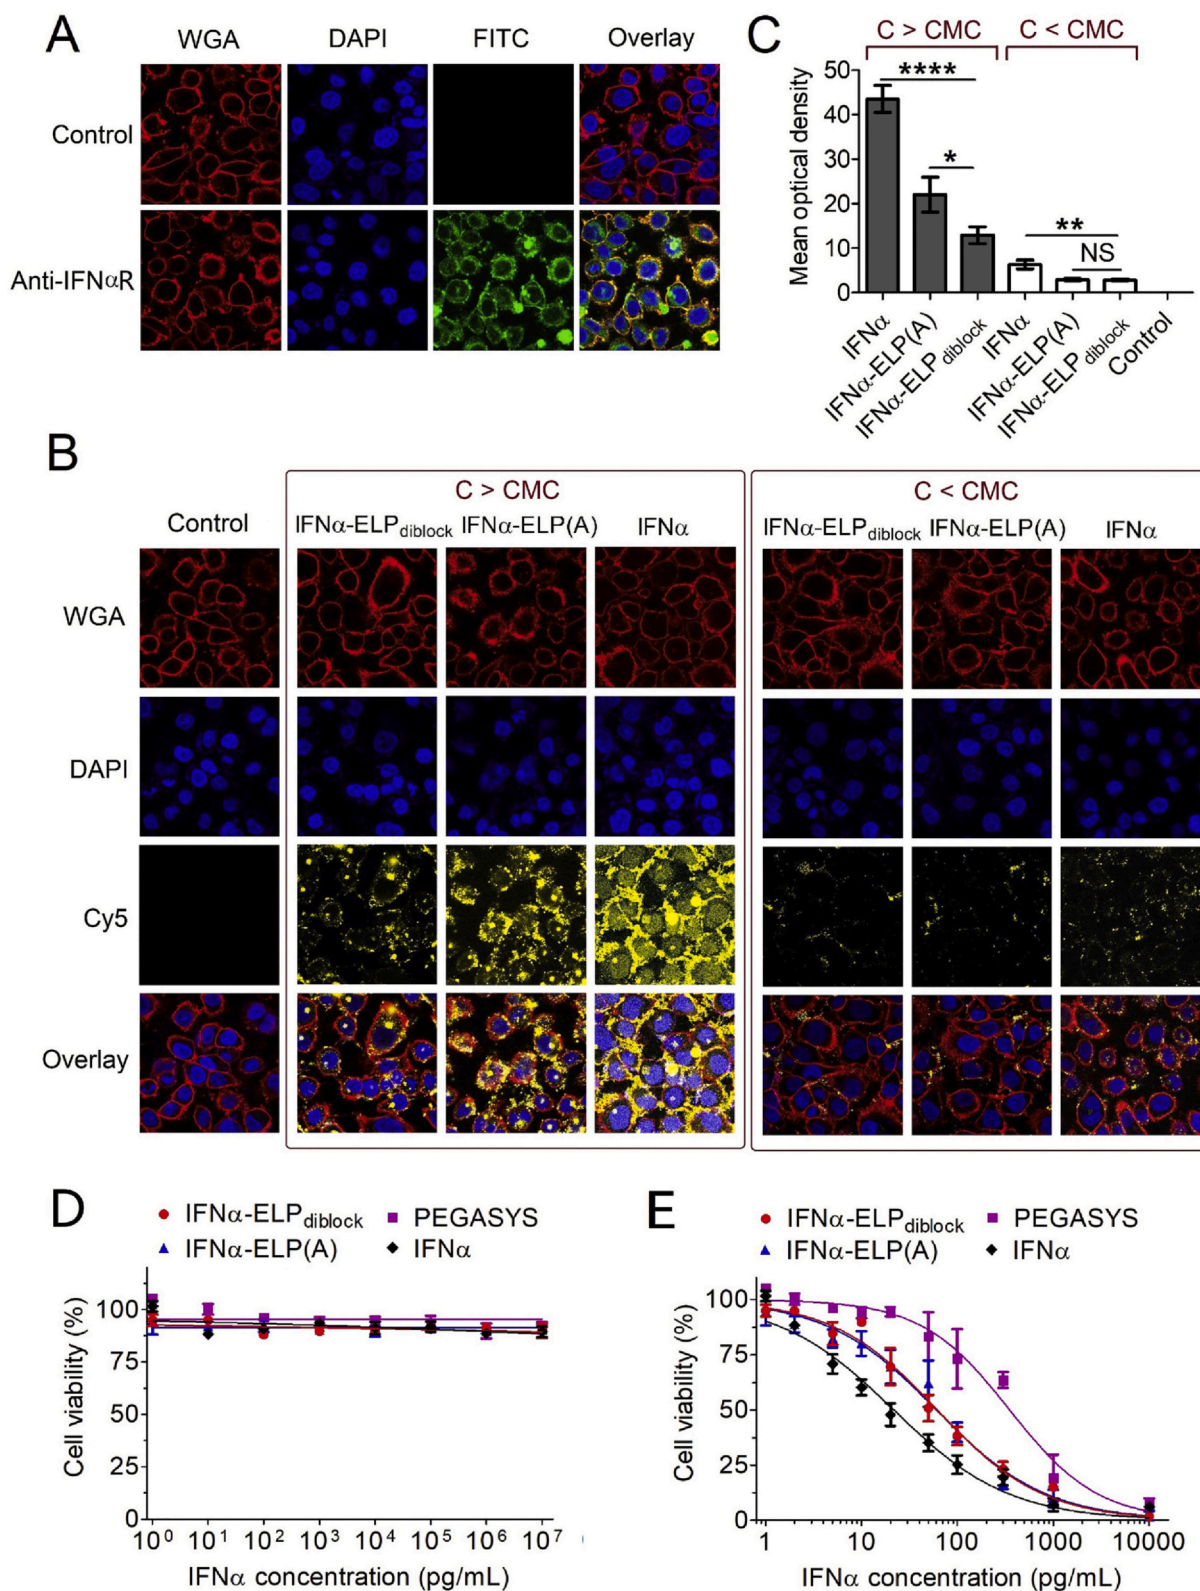 A
WGA DAPI FITC Overlay
Control
Anti-IFNαR
C
C > CMC C < CMC
Mean optical density
50
40
30
20
10
0
****
*
**
NS
IFNα
IFNα-ELP(A)
IFNα-ELPdiblock
IFNα
IFNα-ELP(A)
IFNα-ELPdiblock
Control
B
C > CMC C < CMC
Control IFNα-ELPdiblock IFNα-ELP(A) IFNα IFNα-ELPdiblock IFNα-ELP(A) IFNα
WGA
DAPI
Cy5
Overlay
D
IFNα-ELPdiblock PEGASYS
IFNα-ELP(A) IFNα
Cell viability (%)
100
75
50
25
0
10⁰ 10¹ 10² 10³ 10⁴ 10⁵ 10⁶ 10⁷
IFNα concentration (pg/mL)
E
IFNα-ELPdiblock PEGASYS
IFNα-ELP(A) IFNα
Cell viability (%)
100
75
50
25
0
1 10 100 1000 10000
IFNα concentration (pg/mL)